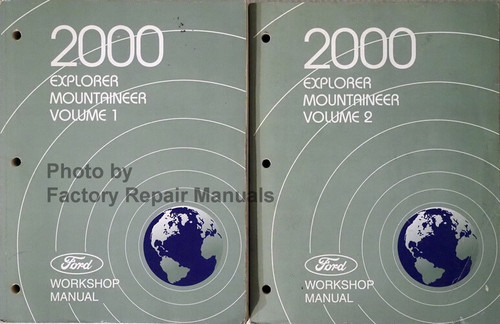 2000
EXPLORER
MOUNTAINEER
VOLUME 1
Photo by
Factory Repair Manuals
Ford
WORKSHOP
MANUAL
2000
EXPLORER
MOUNTAINEER
VOLUME 2
Ford
WORKSHOP
MANUAL